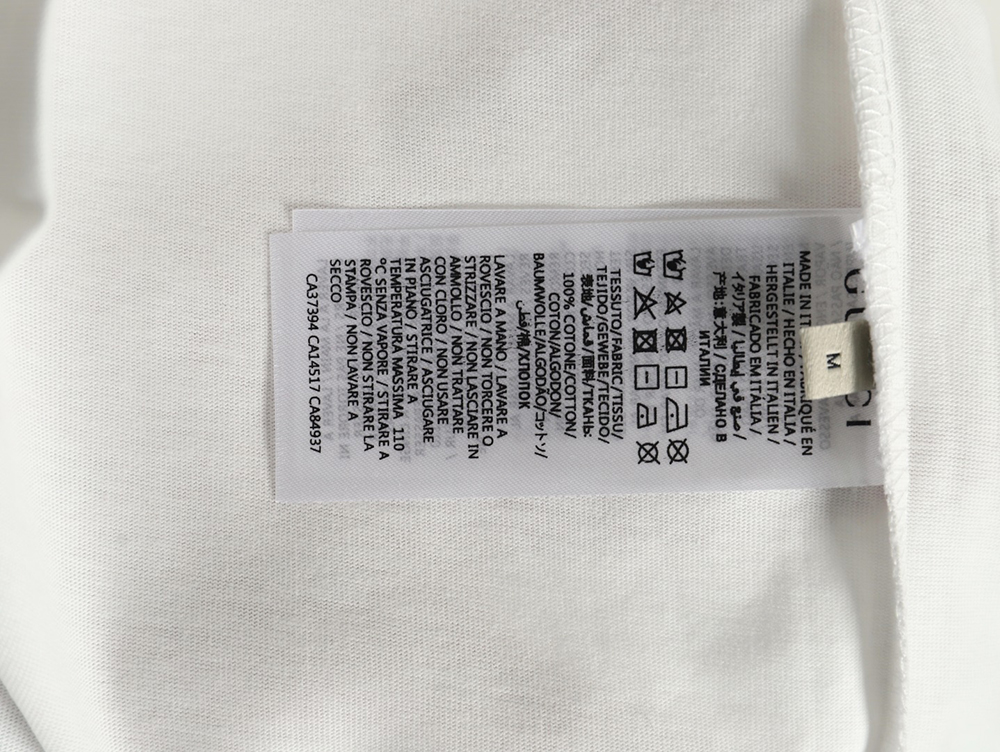 GUCCI
M
MADE IN IT / FABRIQUÉ EN
ITALIE / HECHO EN ITALIA /
HERGESTELLT IN ITALIEN /
FABRICADO EM ITÁLIA /
イタリア製 / صنع في إيطاليا /
产地:意大利 / СДЕЛАНО В
ИТАЛИИ
TESSUTO/FABRIC/TISSU/
TEJIDO/GEWEBE/TECIDO/
表地/قماش/面料/ТКАНЬ:
100% COTONE/COTTON/
COTON/ALGODÓN/
BAUMWOLLE/ALGODÃO/コットン/
قطن/棉/ХЛОПОК
LAVARE A MANO / LAVARE A
ROVESCIO / NON TORCERE O
STRIZZARE / NON LASCIARE IN
AMMOLLO / NON TRATTARE
CON CLORO / NON USARE
ASCIUGATRICE / ASCIUGARE
IN PIANO / STIRARE A
TEMPERATURA MASSIMA 110
°C SENZA VAPORE / STIRARE A
ROVESCIO / NON STIRARE LA
STAMPA / NON LAVARE A
SECCO
CA37394 CA14517 CA84937